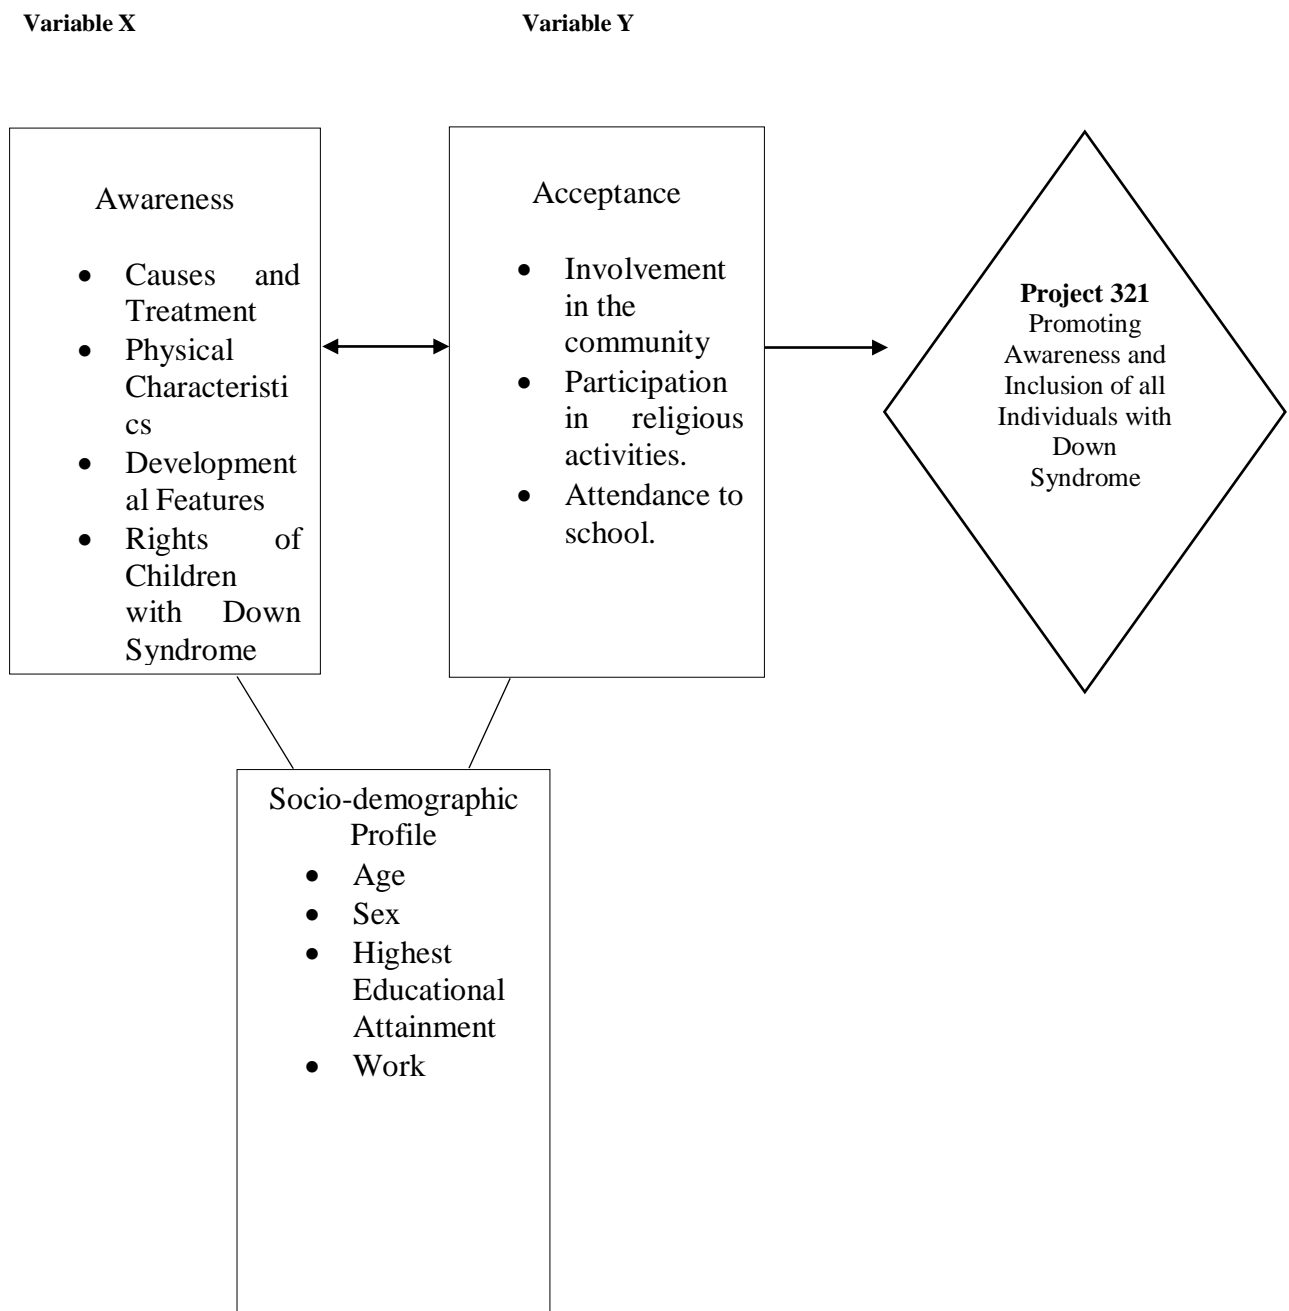 Variable X
Variable Y
Awareness
• Causes and
Treatment
• Physical
Characteristi
cs
• Development
al Features
• Rights of
Children
with Down
Syndrome
Acceptance
• Involvement
in the
community
• Participation
in religious
activities.
• Attendance to
school.
Project 321
Promoting
Awareness and
Inclusion of all
Individuals with
Down
Syndrome
Socio-demographic
Profile
• Age
• Sex
• Highest
Educational
Attainment
• Work